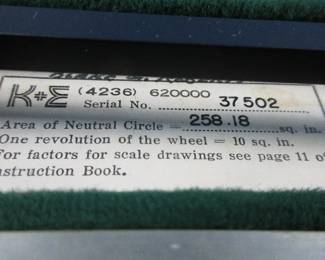 K+E (4236) 620000
Serial No. 37502
Area of Neutral Circle = 258.18 sq. in.
One revolution of the wheel = 10 sq. in.
For factors for scale drawings see page 11 of
nstruction Book.